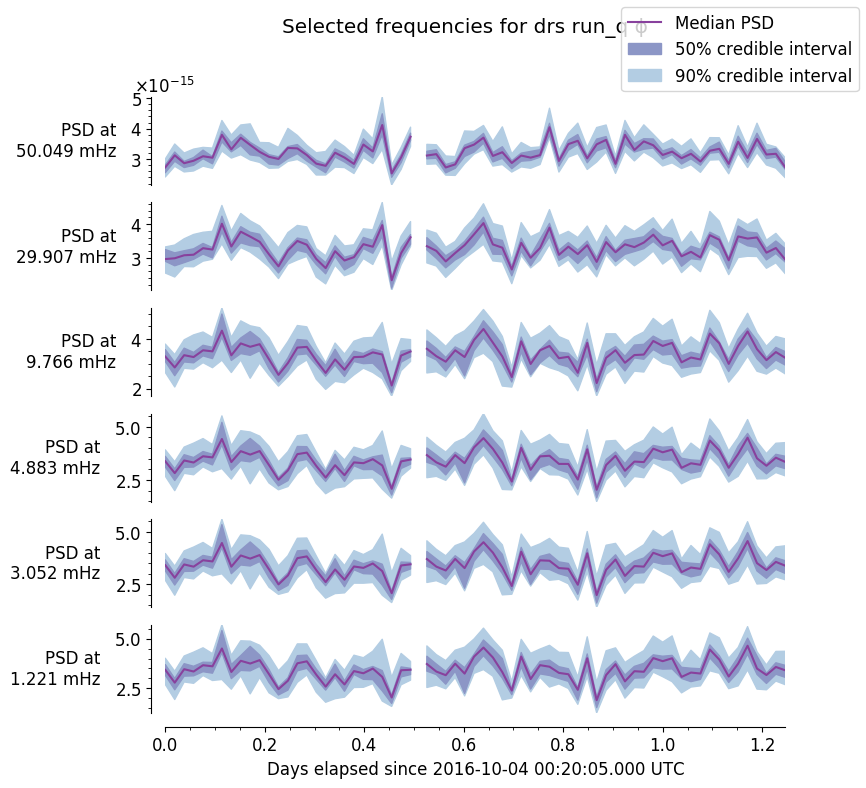 Selected frequencies for drs run_q ϕ
Median PSD
50% credible interval
90% credible interval
×10⁻¹⁵
5
4
3
PSD at
50.049 mHz
4
3
PSD at
29.907 mHz
4
2
PSD at
9.766 mHz
5.0
2.5
PSD at
4.883 mHz
5.0
2.5
PSD at
3.052 mHz
5.0
2.5
PSD at
1.221 mHz
0.0 0.2 0.4 0.6 0.8 1.0 1.2
Days elapsed since 2016-10-04 00:20:05.000 UTC